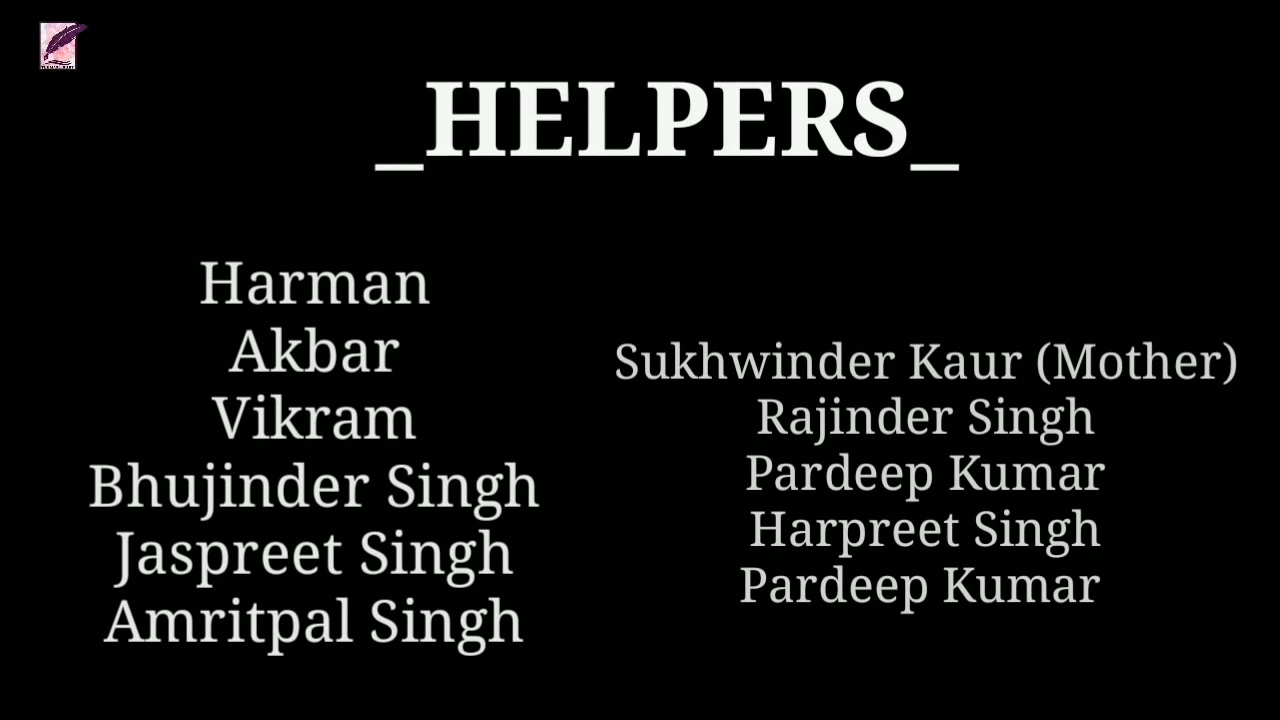 _HELPERS_
Harman
Akbar
Vikram
Bhujinder Singh
Jaspreet Singh
Amritpal Singh
Sukhwinder Kaur (Mother)
Rajinder Singh
Pardeep Kumar
Harpreet Singh
Pardeep Kumar